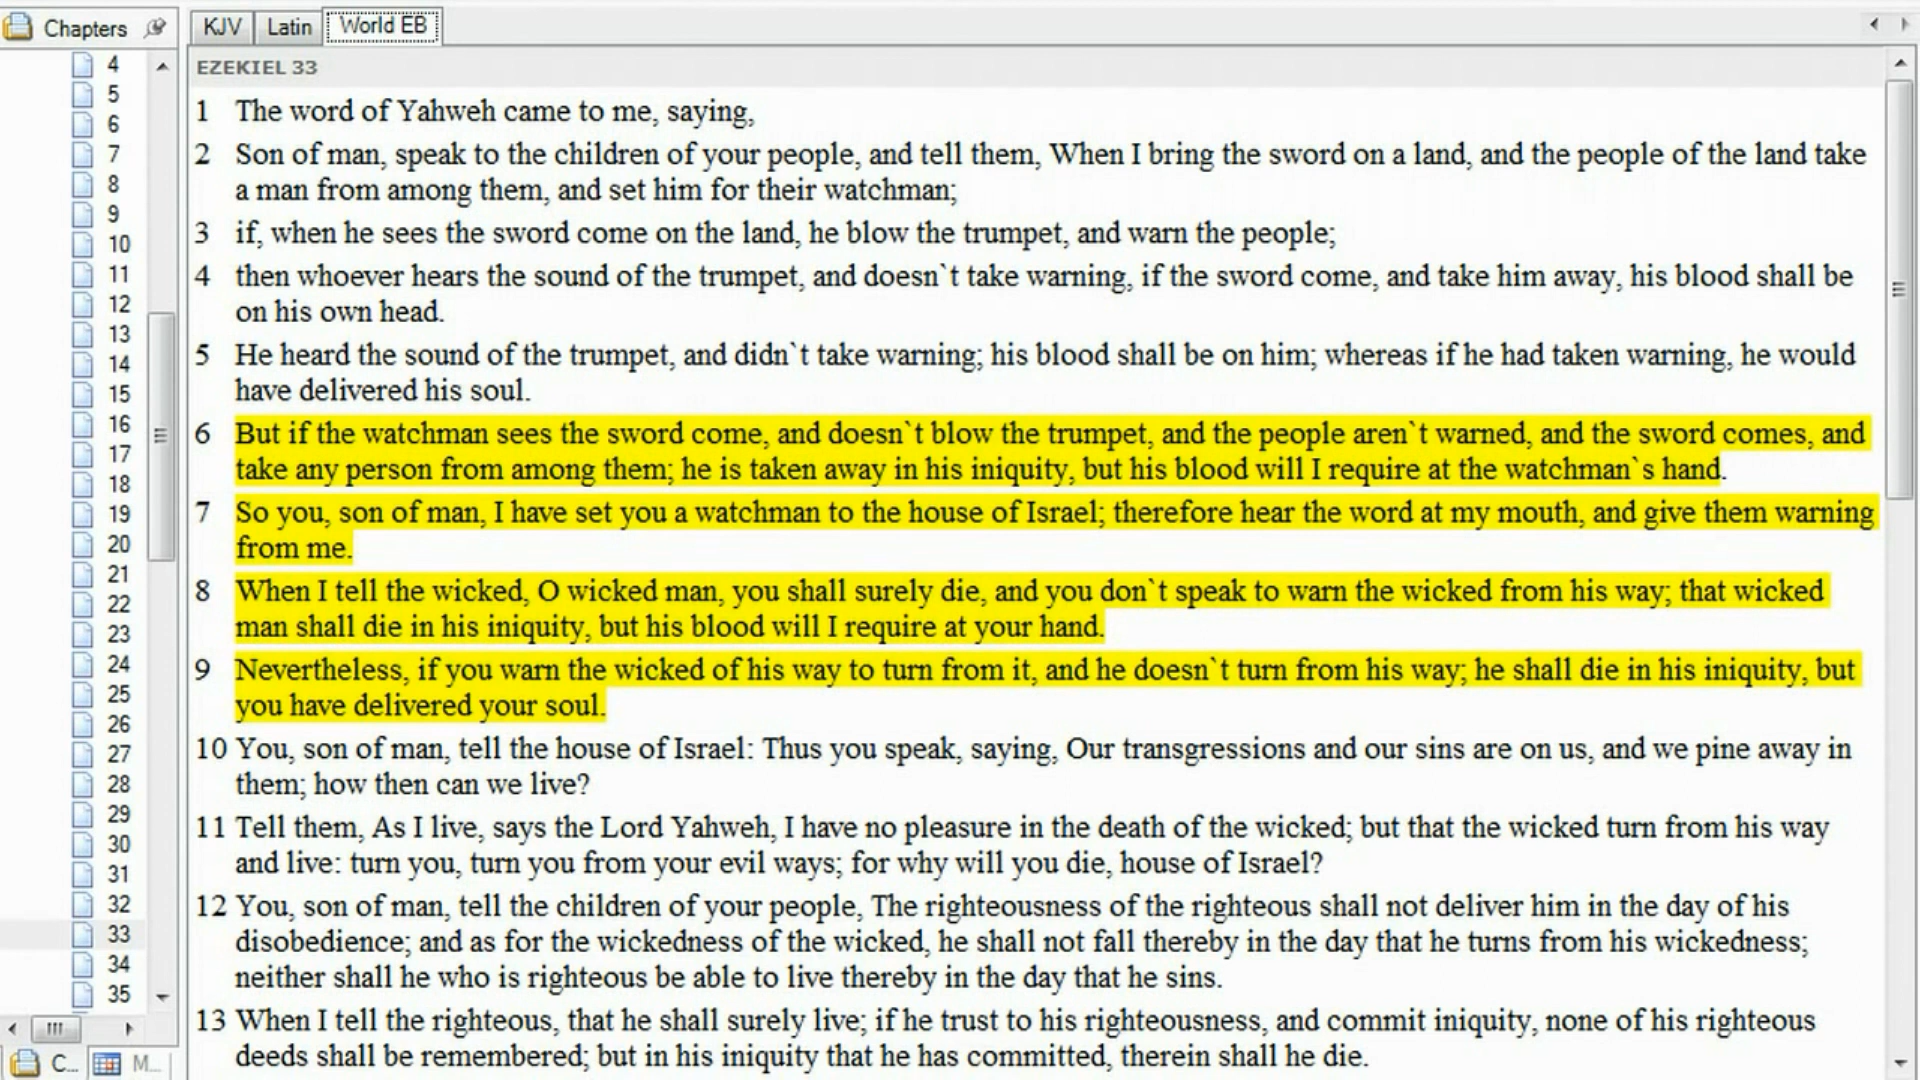 Chapters
KJV
Latin
World EB
4
5
6
7
8
9
10
11
12
13
14
15
16
17
18
19
20
21
22
23
24
25
26
27
28
29
30
31
32
33
34
35
C...
M...
EZEKIEL 33
1 The word of Yahweh came to me, saying,
2 Son of man, speak to the children of your people, and tell them, When I bring the sword on a land, and the people of the land take
a man from among them, and set him for their watchman;
3 if, when he sees the sword come on the land, he blow the trumpet, and warn the people;
4 then whoever hears the sound of the trumpet, and doesn`t take warning, if the sword come, and take him away, his blood shall be
on his own head.
5 He heard the sound of the trumpet, and didn`t take warning; his blood shall be on him; whereas if he had taken warning, he would
have delivered his soul.
6 But if the watchman sees the sword come, and doesn`t blow the trumpet, and the people aren`t warned, and the sword comes, and
take any person from among them; he is taken away in his iniquity, but his blood will I require at the watchman`s hand.
7 So you, son of man, I have set you a watchman to the house of Israel; therefore hear the word at my mouth, and give them warning
from me.
8 When I tell the wicked, O wicked man, you shall surely die, and you don`t speak to warn the wicked from his way; that wicked
man shall die in his iniquity, but his blood will I require at your hand.
9 Nevertheless, if you warn the wicked of his way to turn from it, and he doesn`t turn from his way; he shall die in his iniquity, but
you have delivered your soul.
10 You, son of man, tell the house of Israel: Thus you speak, saying, Our transgressions and our sins are on us, and we pine away in
them; how then can we live?
11 Tell them, As I live, says the Lord Yahweh, I have no pleasure in the death of the wicked; but that the wicked turn from his way
and live: turn you, turn you from your evil ways; for why will you die, house of Israel?
12 You, son of man, tell the children of your people, The righteousness of the righteous shall not deliver him in the day of his
disobedience; and as for the wickedness of the wicked, he shall not fall thereby in the day that he turns from his wickedness;
neither shall he who is righteous be able to live thereby in the day that he sins.
13 When I tell the righteous, that he shall surely live; if he trust to his righteousness, and commit iniquity, none of his righteous
deeds shall be remembered; but in his iniquity that he has committed, therein shall he die.